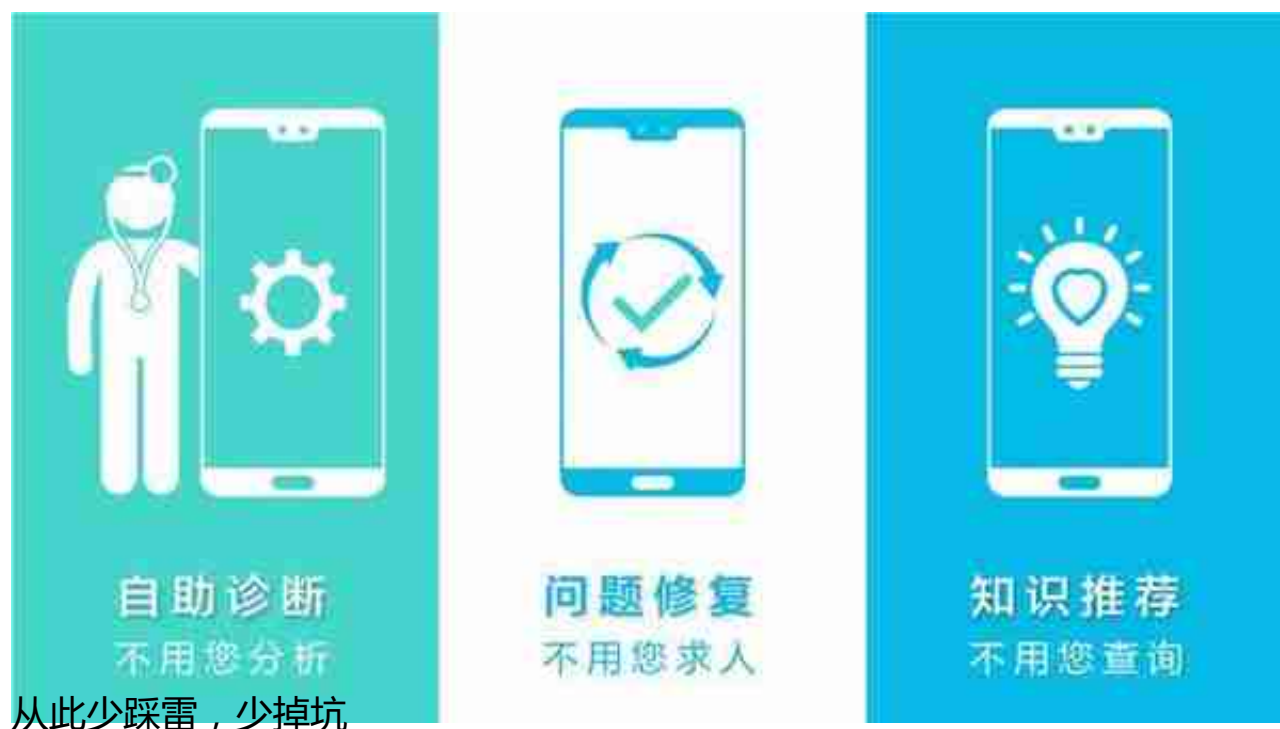 自助诊断
不用您分析
问题修复
不用您求人
知识推荐
不用您查询
从此少踩雷，少掉坑